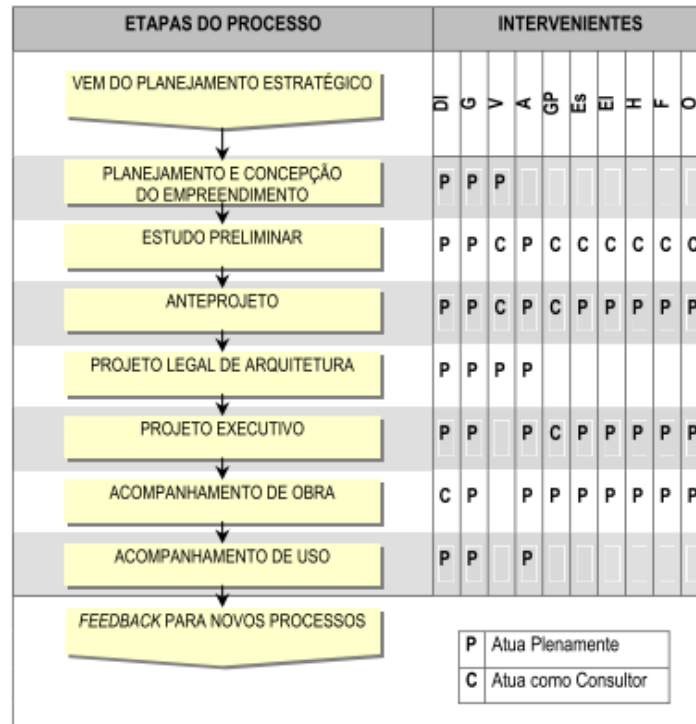 ETAPAS DO PROCESSO INTERVENIENTES
VEM DO PLANEJAMENTO ESTRATÉGICO
DI G V A GP Es El H F O
PLANEJAMENTO E CONCEPÇÃO
DO EMPREENDIMENTO
P P P
ESTUDO PRELIMINAR
P P C P C C C C C C
ANTEPROJETO
P P C P C P P P P P
PROJETO LEGAL DE ARQUITETURA
P P P P
PROJETO EXECUTIVO
P P P C P P P P P
ACOMPANHAMENTO DE OBRA
C P P P P P P P P
ACOMPANHAMENTO DE USO
P P P
FEEDBACK PARA NOVOS PROCESSOS
P Atua Plenamente
C Atua como Consultor